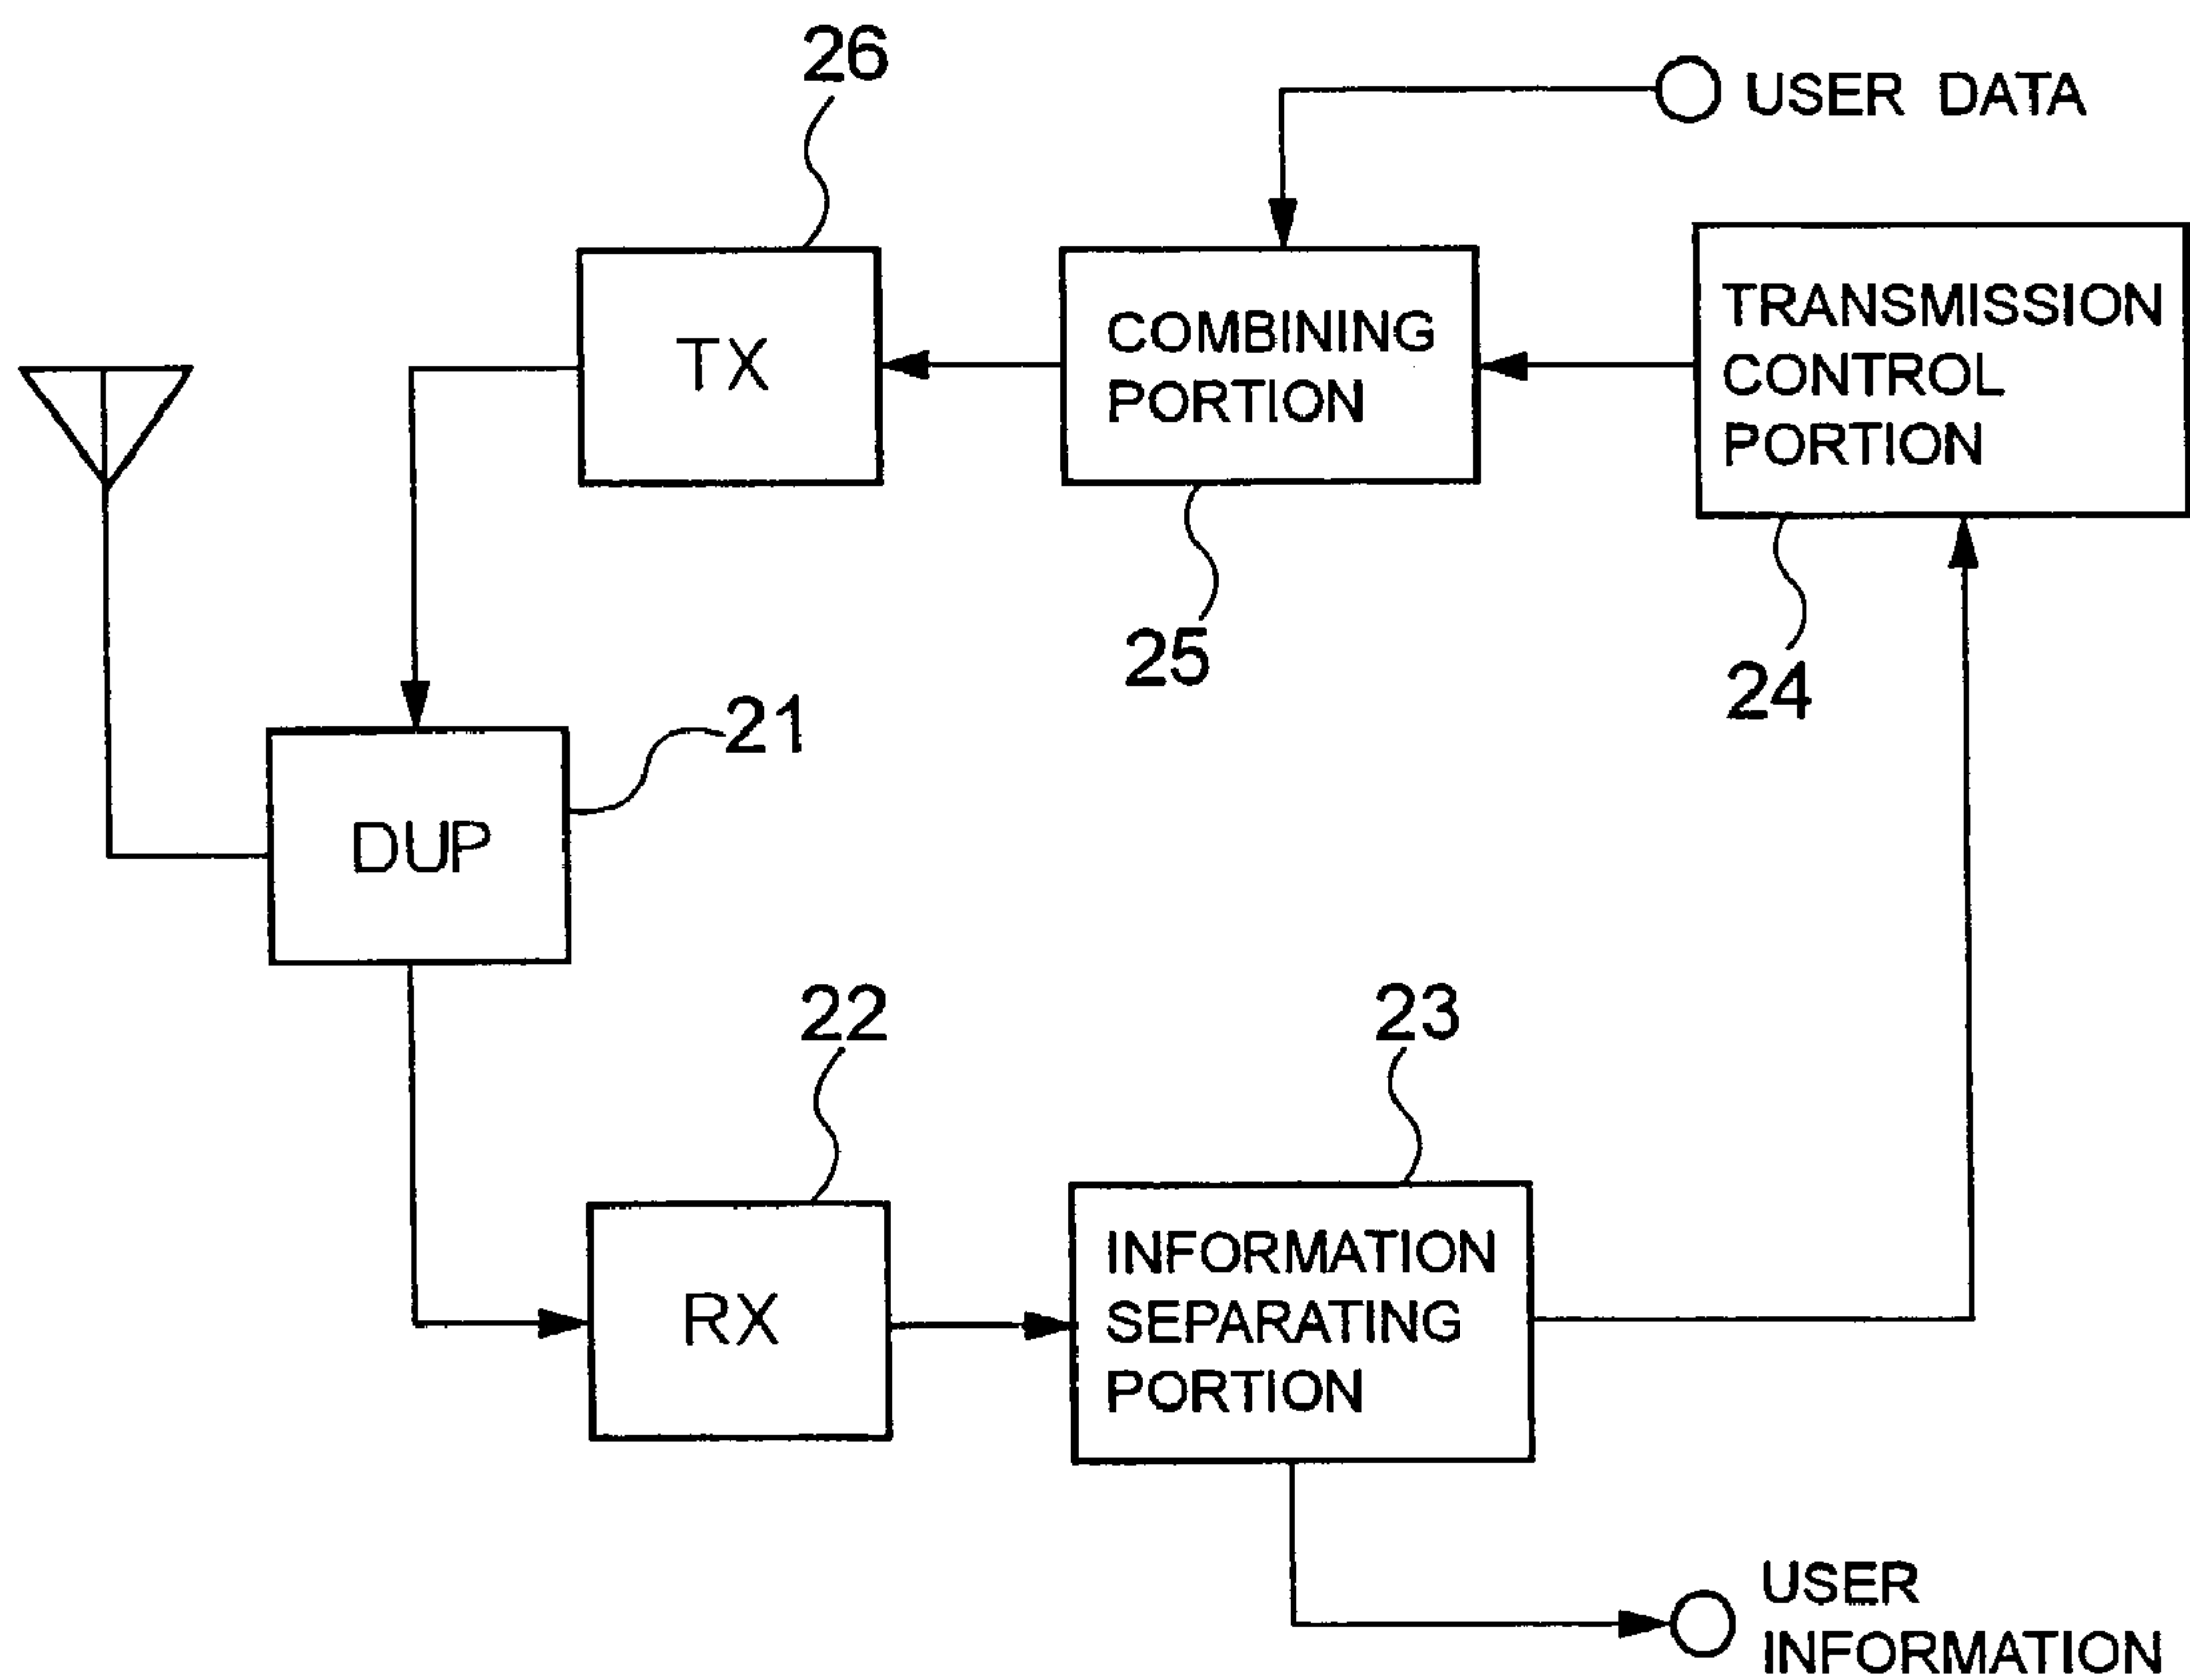 26
USER DATA
TX
COMBINING
PORTION
TRANSMISSION
CONTROL
PORTION
25
24
21
DUP
22
23
RX
INFORMATION
SEPARATING
PORTION
USER
INFORMATION